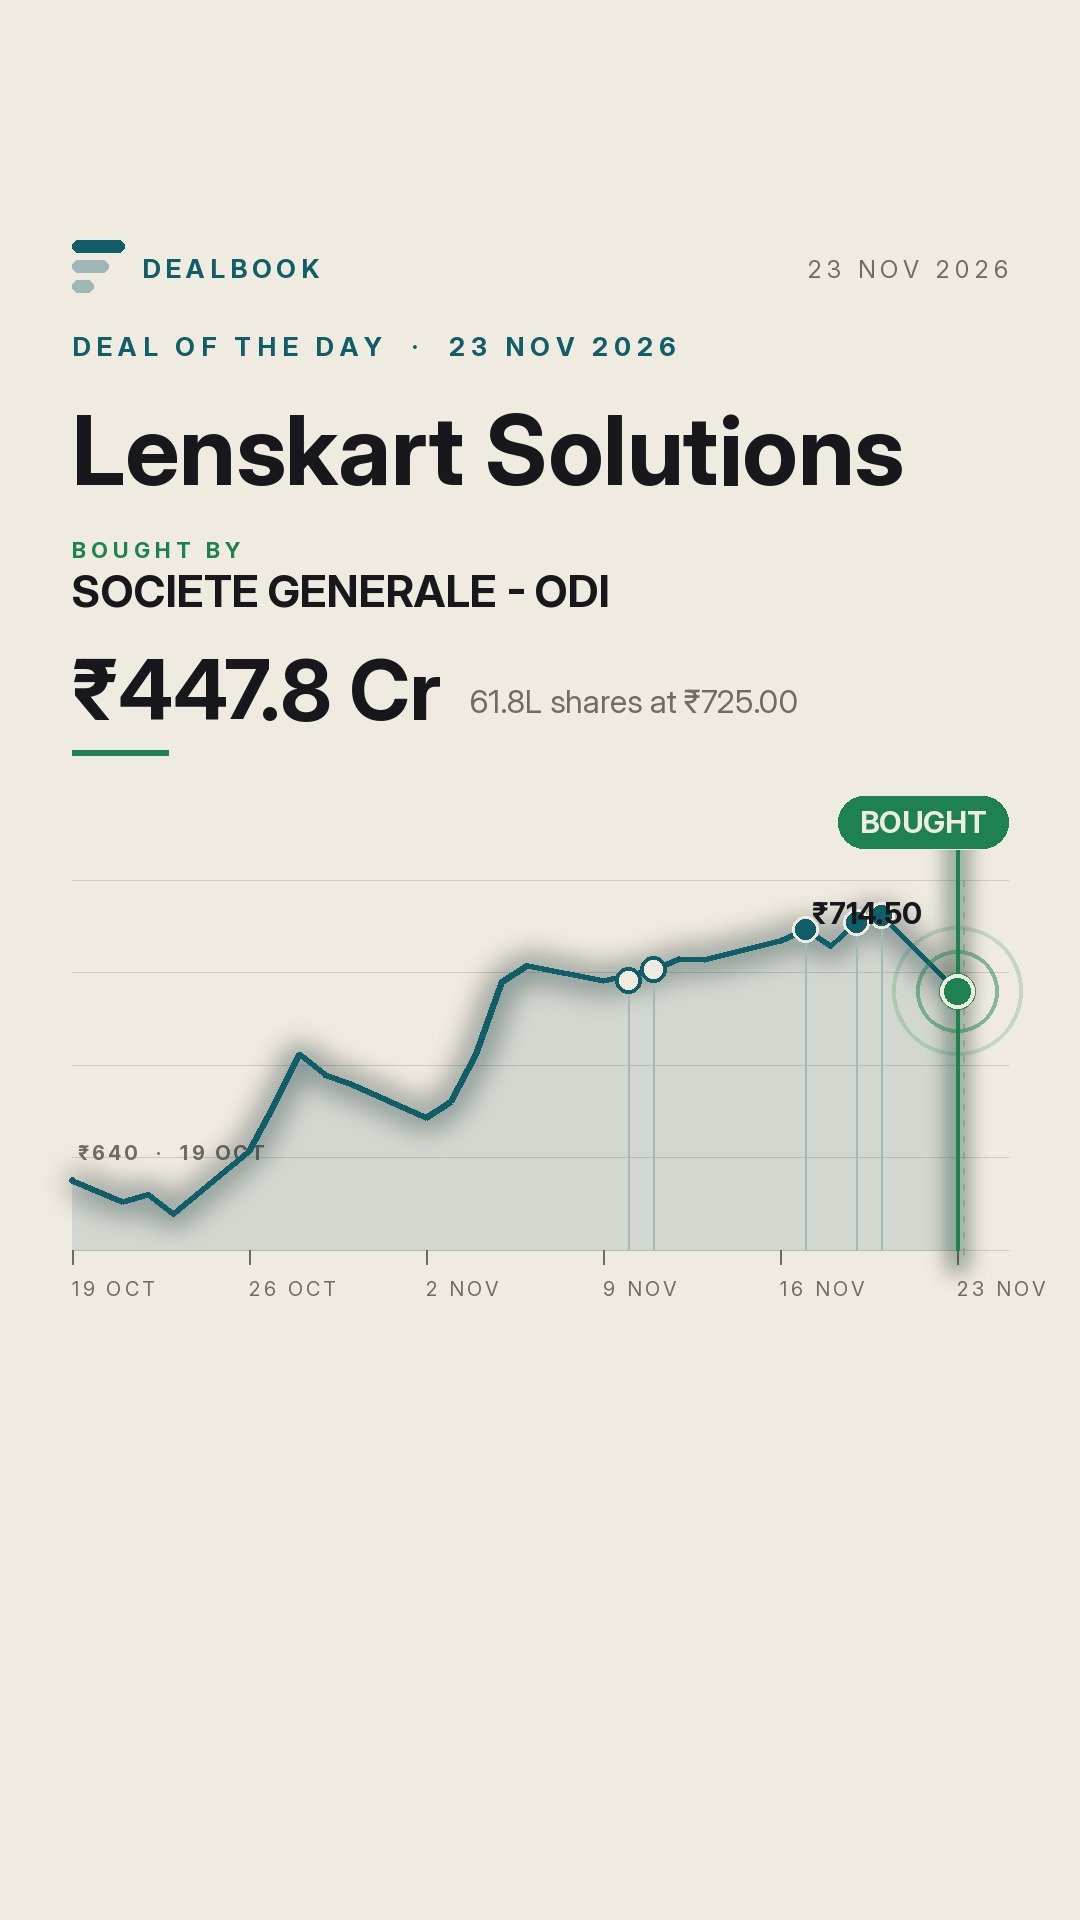 DEALBOOK
23 NOV 2026
DEAL OF THE DAY · 23 NOV 2026
Lenskart Solutions
BOUGHT BY
SOCIETE GENERALE - ODI
₹447.8 Cr
61.8L shares at ₹725.00
BOUGHT
₹714.50
₹640 · 19 OCT
19 OCT
26 OCT
2 NOV
9 NOV
16 NOV
23 NOV